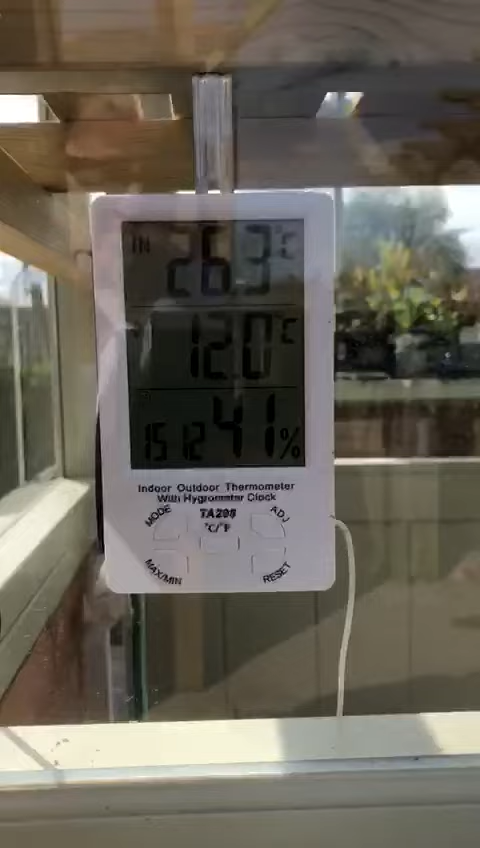 IN 26.3 °C
12.0 °C
15 12 41 %
Indoor Outdoor Thermometer
With Hygrometer Clock
TA298
MODE °C/°F ADJ
MAX/MIN RESET